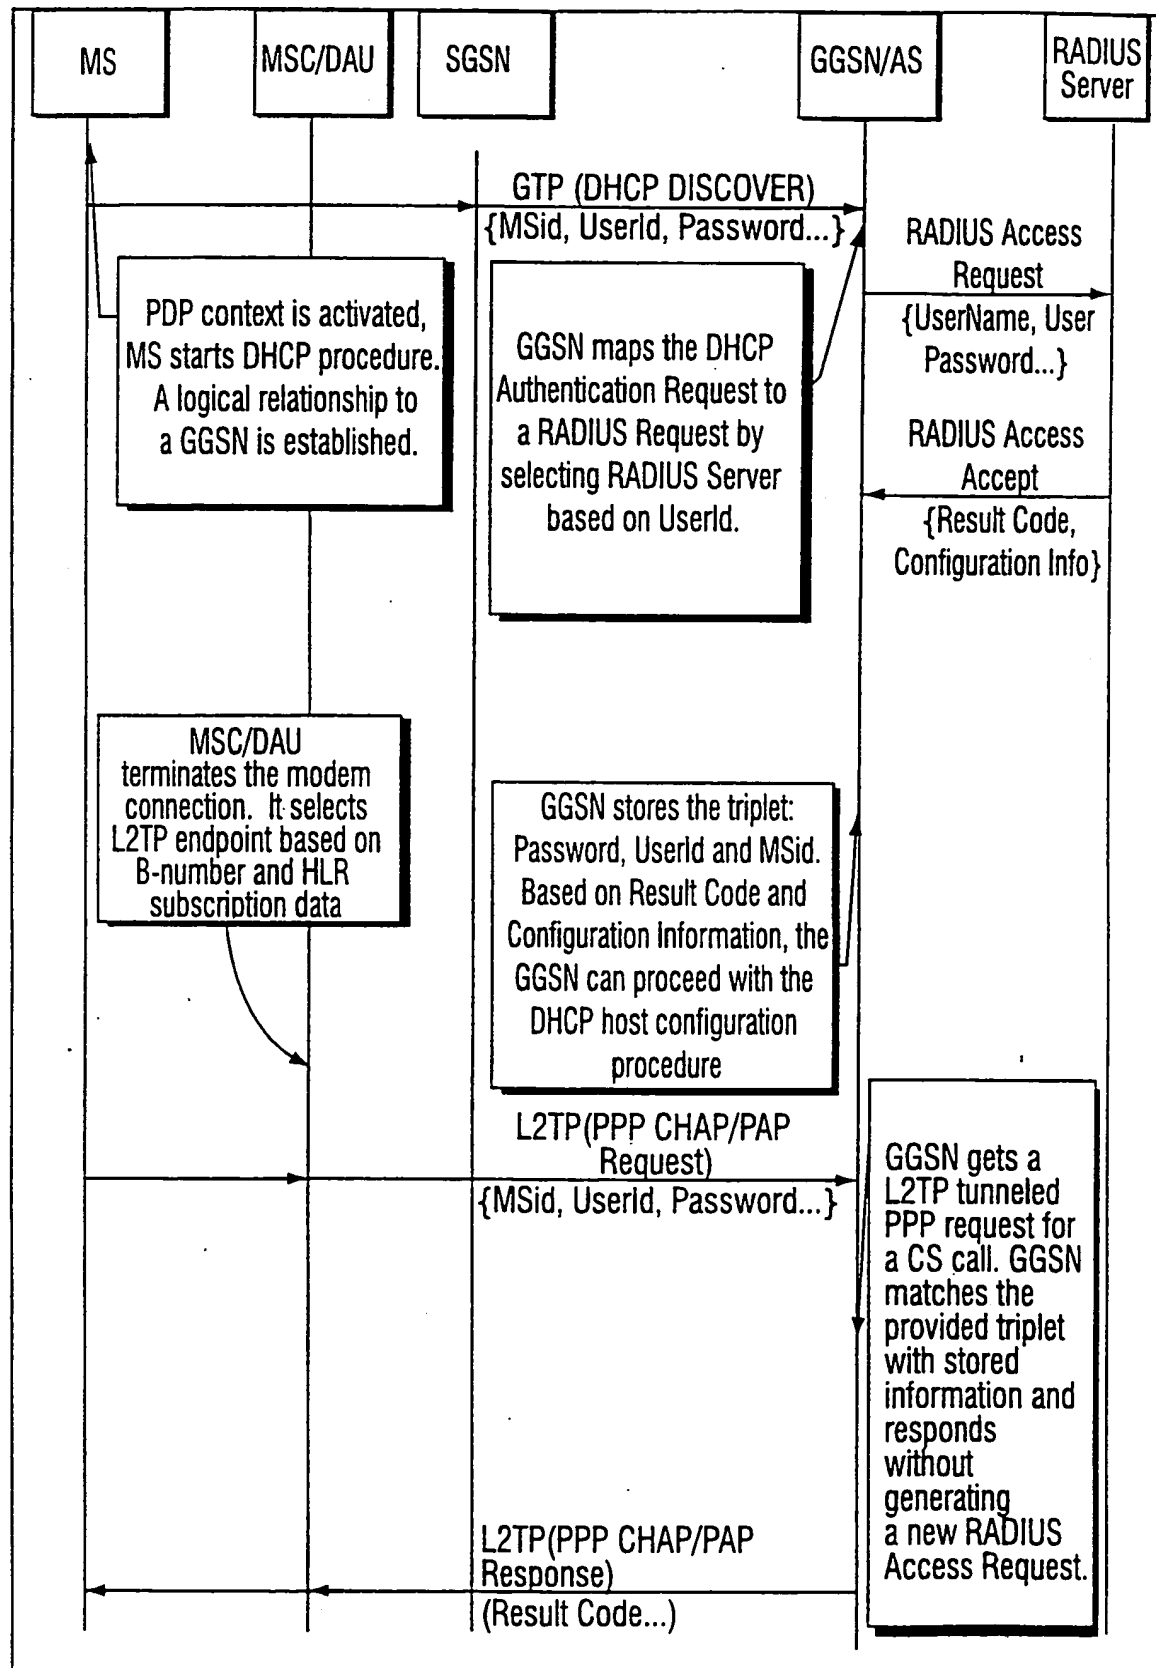 MS
MSC/DAU
SGSN
GGSN/AS
RADIUS
Server
GTP (DHCP DISCOVER)
{MSid, UserId, Password...}
RADIUS Access
Request
{UserName, User
Password...}
PDP context is activated,
MS starts DHCP procedure.
A logical relationship to
a GGSN is established.
GGSN maps the DHCP
Authentication Request to
a RADIUS Request by
selecting RADIUS Server
based on UserId.
RADIUS Access
Accept
{Result Code,
Configuration Info}
MSC/DAU
terminates the modem
connection. It selects
L2TP endpoint based on
B-number and HLR
subscription data
GGSN stores the triplet:
Password, UserId and MSid.
Based on Result Code and
Configuration Information, the
GGSN can proceed with the
DHCP host configuration
procedure
L2TP(PPP CHAP/PAP
Request)
{MSid, UserId, Password...}
GGSN gets a
L2TP tunneled
PPP request for
a CS call. GGSN
matches the
provided triplet
with stored
information and
responds
without
generating
a new RADIUS
Access Request.
L2TP(PPP CHAP/PAP
Response)
(Result Code...)